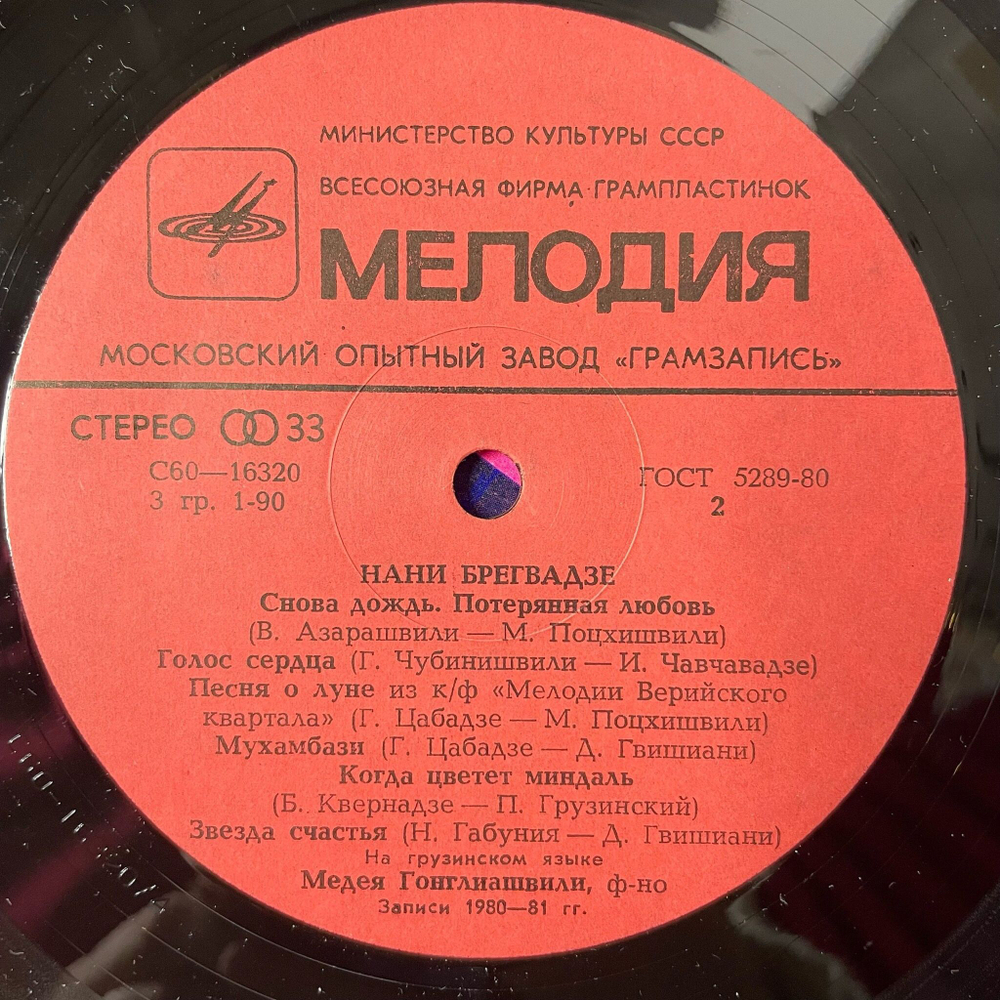 МИНИСТЕРСТВО КУЛЬТУРЫ СССР
ВСЕСОЮЗНАЯ ФИРМА ГРАМПЛАСТИНОК
МЕЛОДИЯ
МОСКОВСКИЙ ОПЫТНЫЙ ЗАВОД «ГРАМЗАПИСЬ»
СТЕРЕО 33
С60—16320
3 гр. 1-90
ГОСТ 5289-80
2
НАНИ БРЕГВАДЗЕ
Снова дождь. Потерянная любовь
(В. Азарашвили — М. Поцхишвили)
Голос сердца (Г. Чубинишвили — И. Чавчавадзе)
Песня о луне из к/ф «Мелодии Верийского
квартала» (Г. Цабадзе — М. Поцхишвили)
Мухамбази (Г. Цабадзе — Д. Гвишиани)
Когда цветет миндаль
(Б. Квернадзе — П. Грузинский)
Звезда счастья (Н. Габуния — Д. Гвишиани)
На грузинском языке
Медея Гонглиашвили, ф-но
Записи 1980—81 гг.